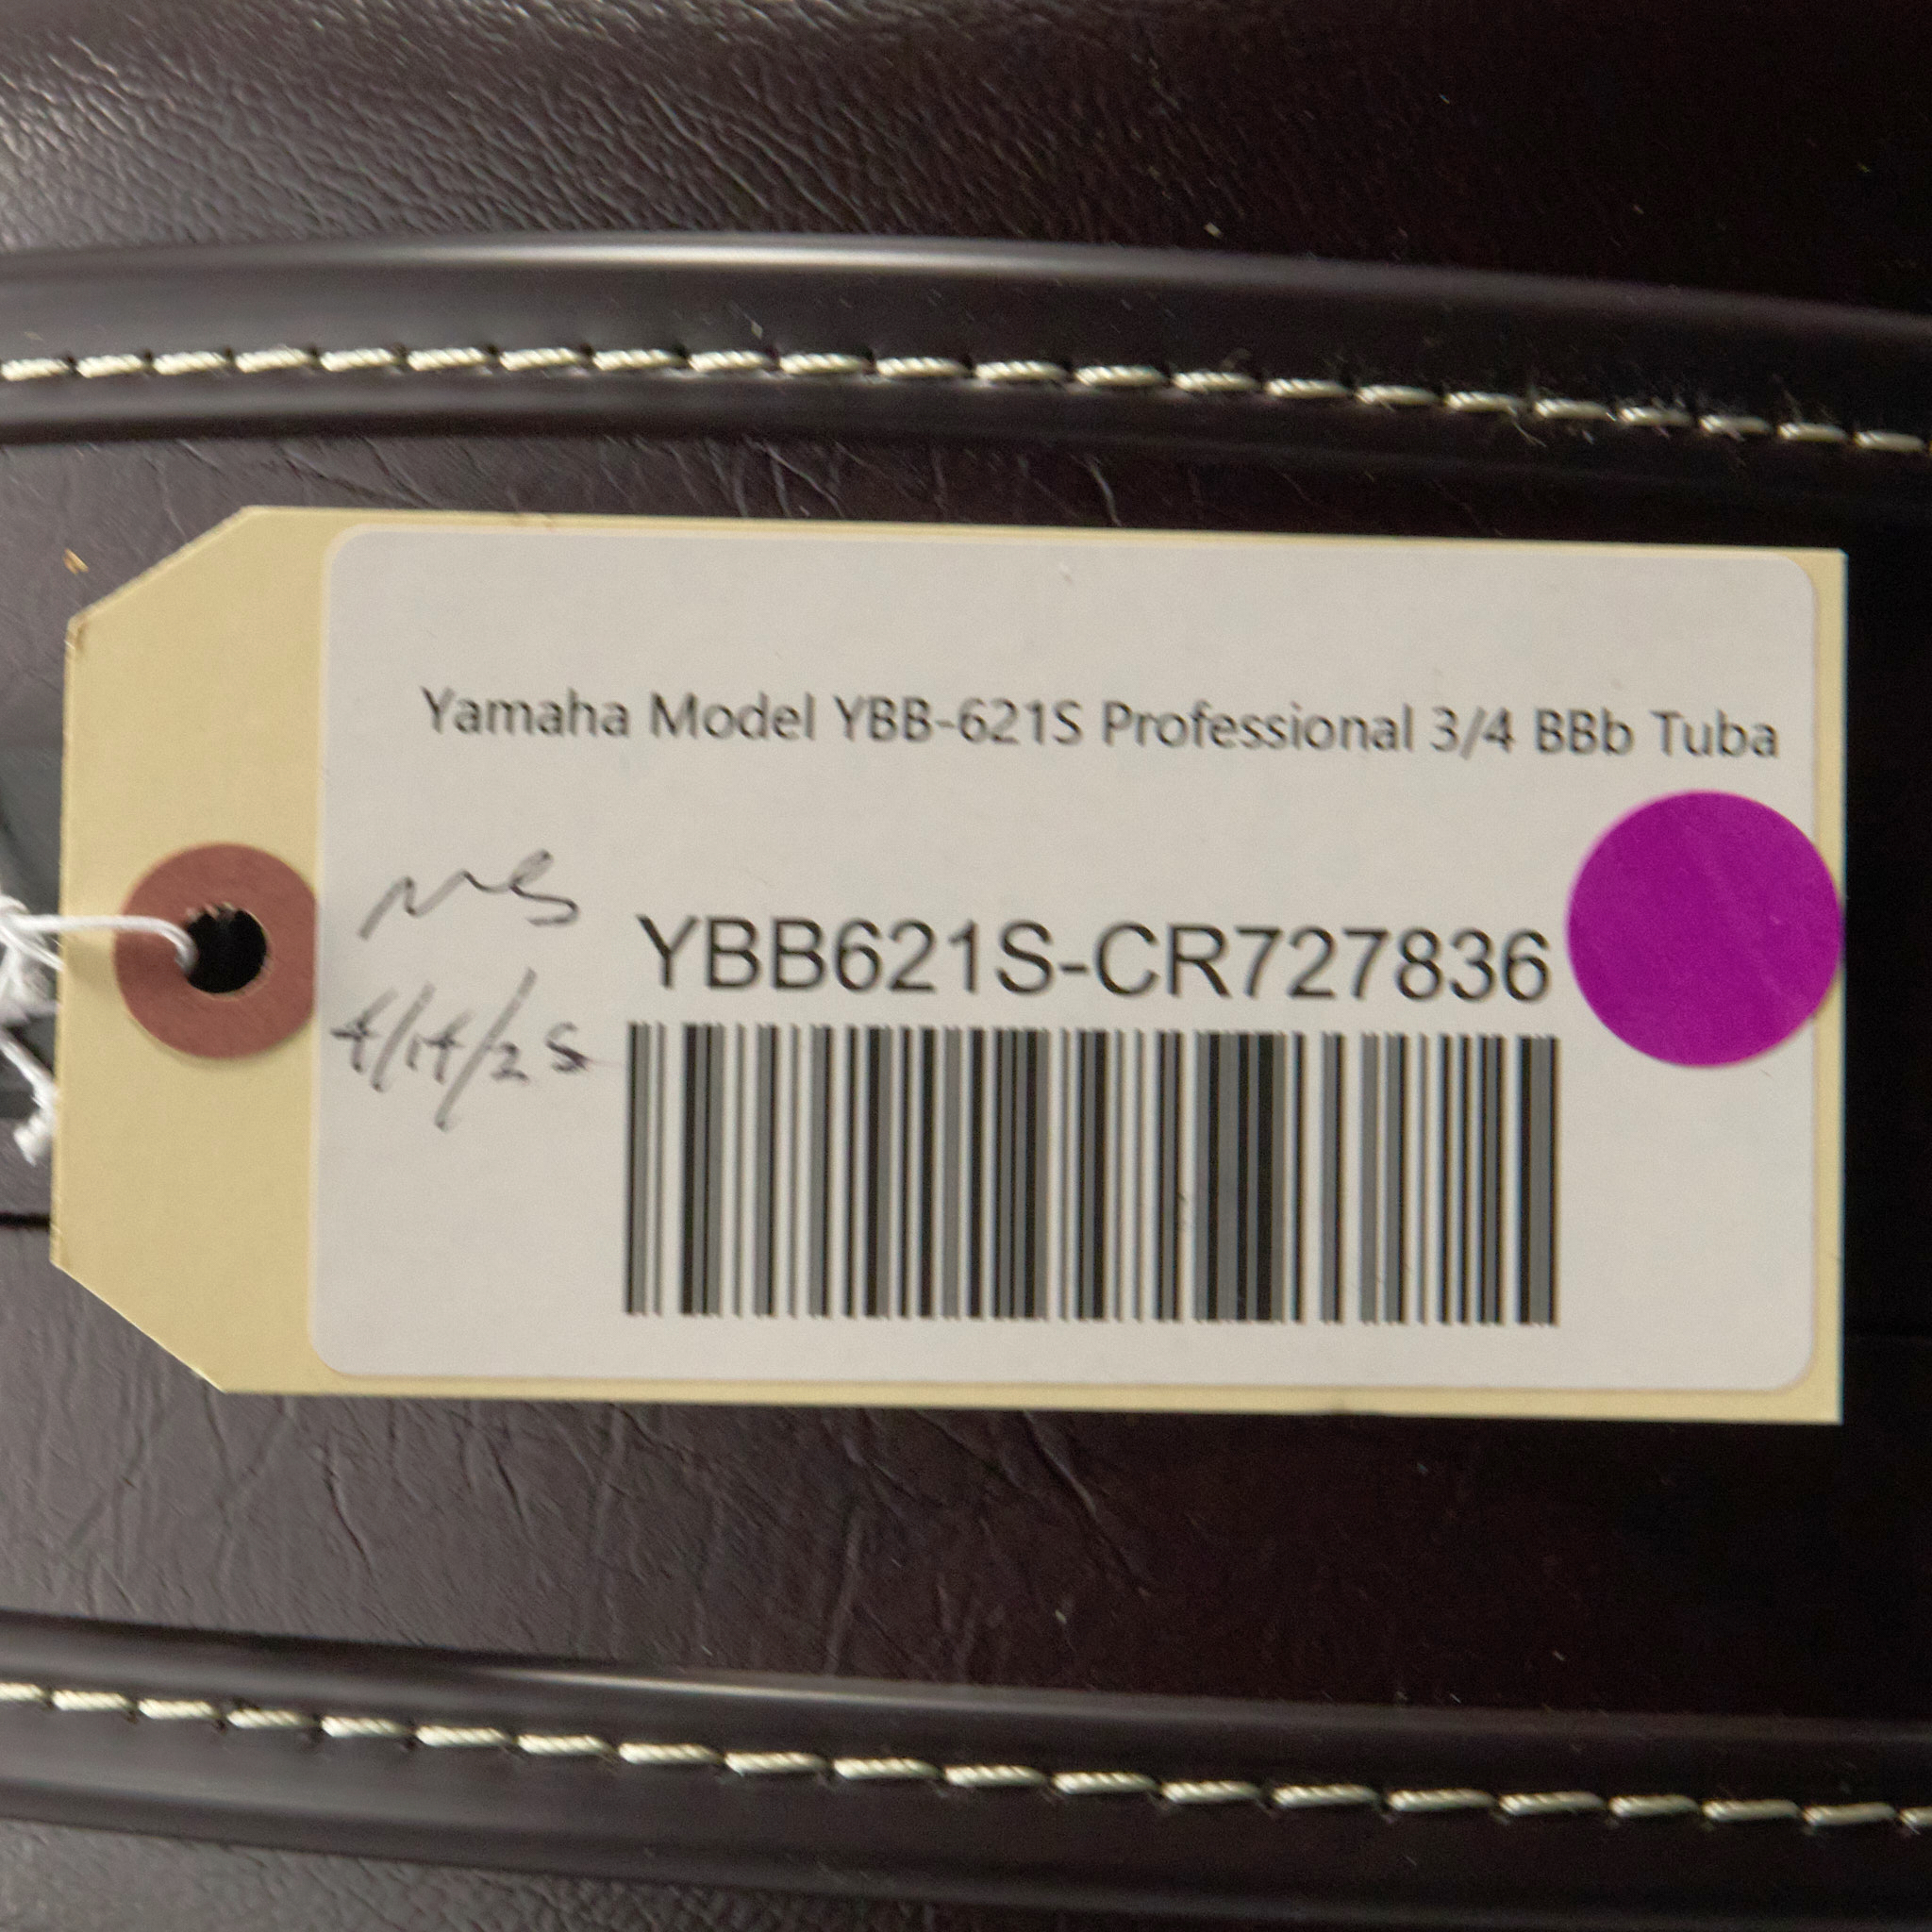 Yamaha Model YBB-621S Professional 3/4 BBb Tuba
YBB621S-CR727836
4/14/25